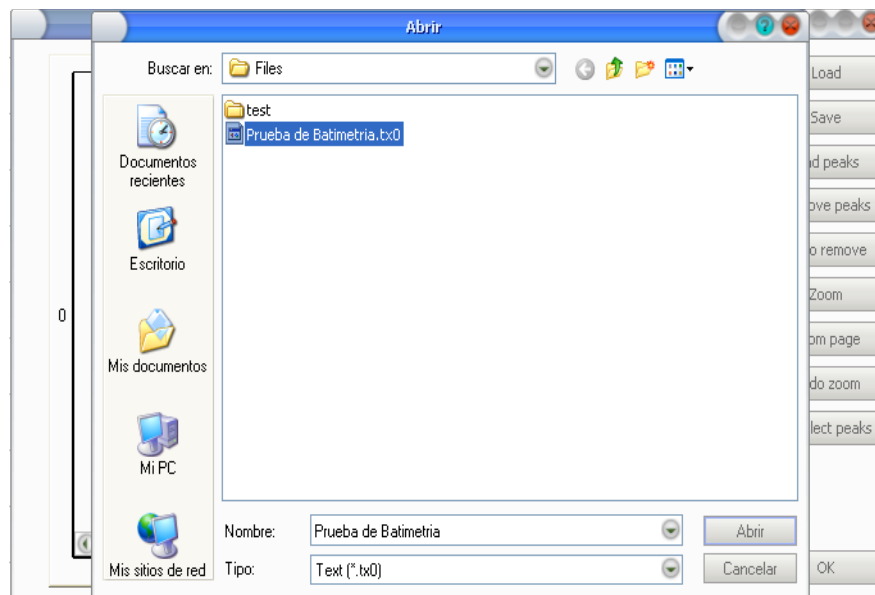 Abrir
Buscar en:
Files
test
Prueba de Batimetria.tx0
Documentos
recientes
Escritorio
Mis documentos
Mi PC
Mis sitios de red
Nombre:
Prueba de Batimetria
Abrir
Tipo:
Text (*.tx0)
Cancelar
0
Load
Save
d peaks
ove peaks
o remove
Zoom
om page
do zoom
lect peaks
OK